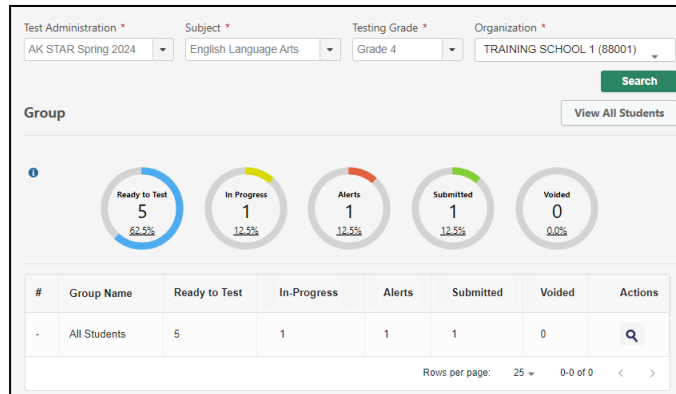 Test Administration * Subject * Testing Grade * Organization *
AK STAR Spring 2024 English Language Arts Grade 4 TRAINING SCHOOL 1 (88001)
Search
Group View All Students
Ready to Test In Progress Alerts Submitted Voided
5 1 1 1 0
62.5% 12.5% 12.5% 12.5% 0.0%
# Group Name Ready to Test In-Progress Alerts Submitted Voided Actions
- All Students 5 1 1 1 0
Rows per page: 25 0-0 of 0